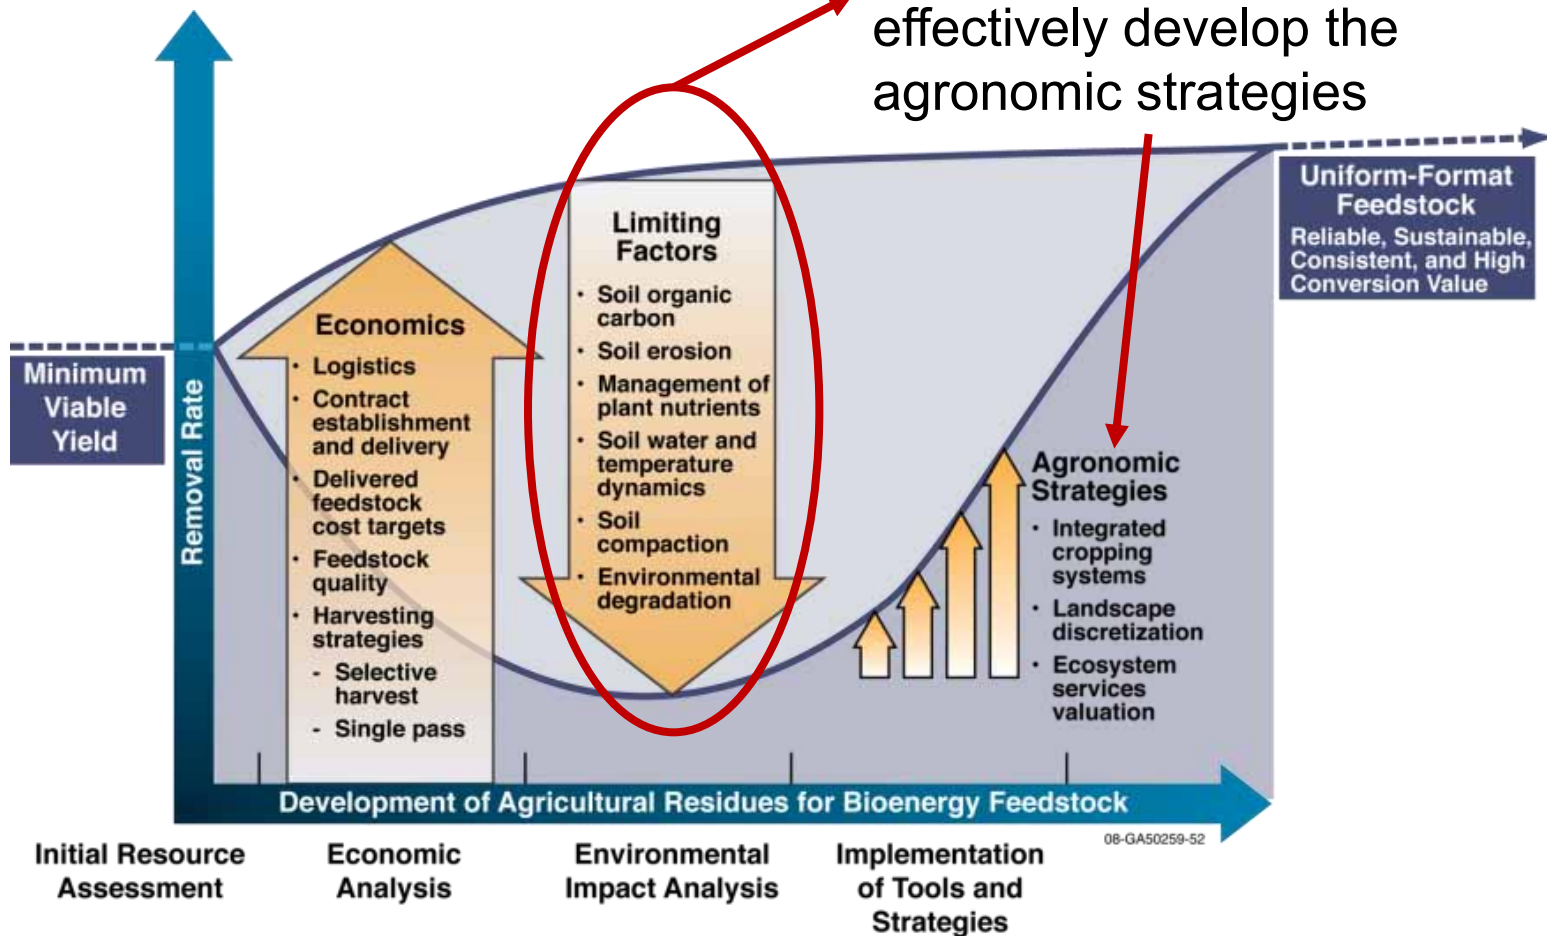 effectively develop the
agronomic strategies
Uniform-Format
Feedstock
Reliable, Sustainable,
Consistent, and High
Conversion Value
Minimum
Viable
Yield
Removal Rate
Economics
· Logistics
· Contract
establishment
and delivery
· Delivered
feedstock
cost targets
· Feedstock
quality
· Harvesting
strategies
- Selective
harvest
- Single pass
Limiting
Factors
· Soil organic
carbon
· Soil erosion
· Management of
plant nutrients
· Soil water and
temperature
dynamics
· Soil
compaction
· Environmental
degradation
Agronomic
Strategies
· Integrated
cropping
systems
· Landscape
discretization
· Ecosystem
services
valuation
Development of Agricultural Residues for Bioenergy Feedstock
08-GA50259-52
Initial Resource
Assessment
Economic
Analysis
Environmental
Impact Analysis
Implementation
of Tools and
Strategies